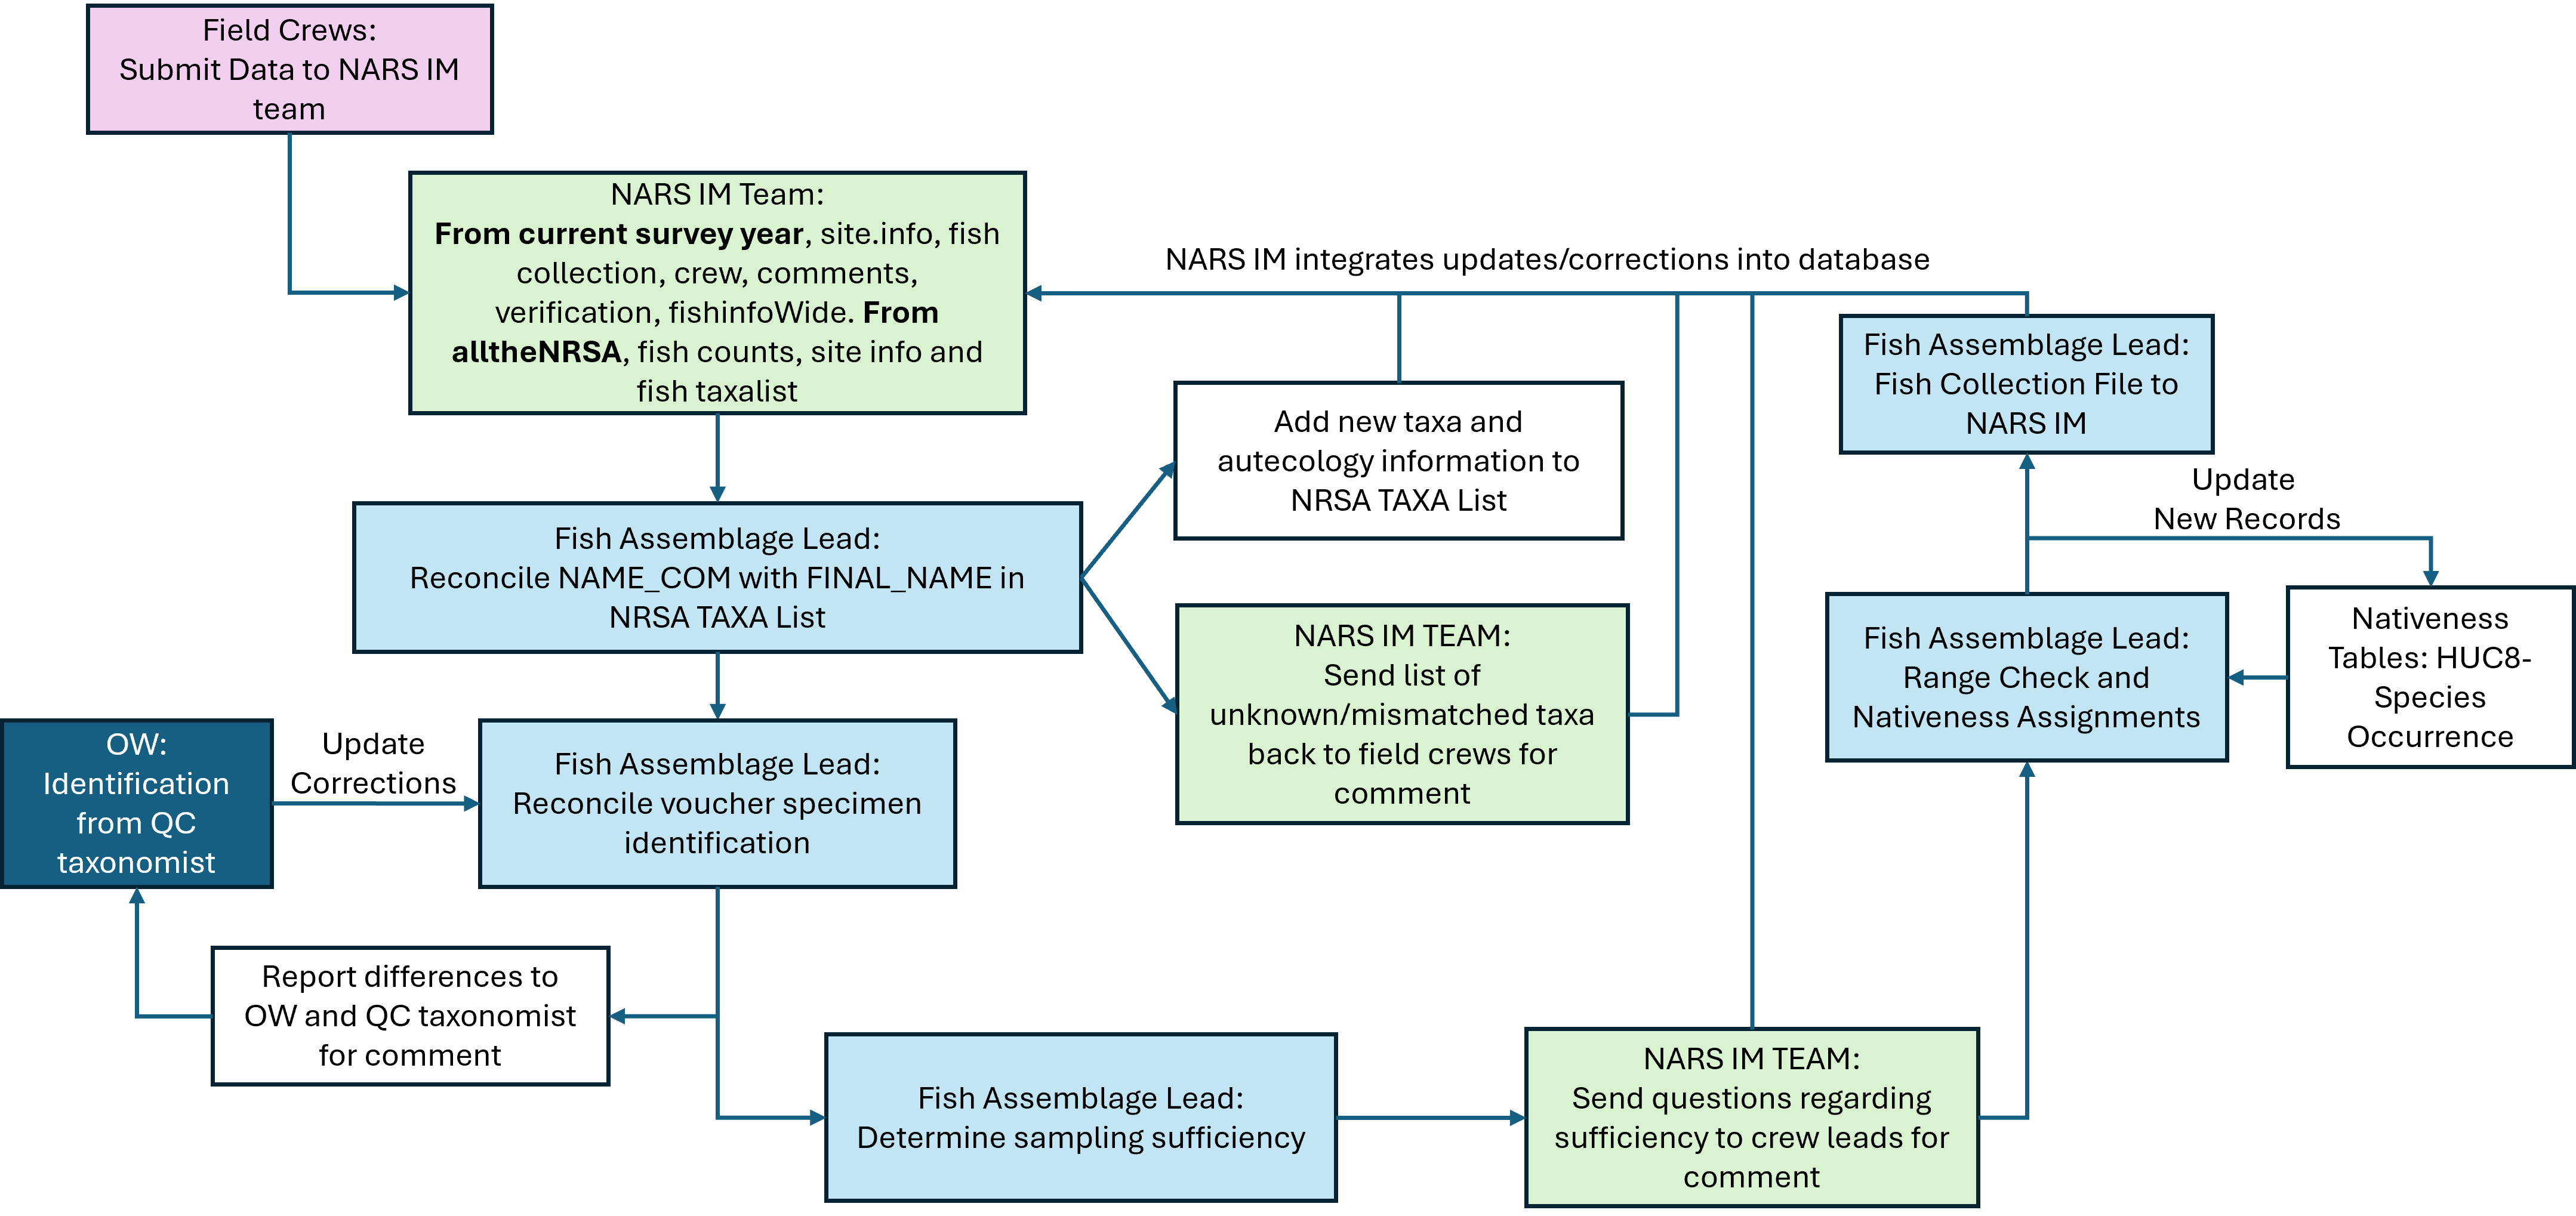 Field Crews:
Submit Data to NARS IM
team
NARS IM Team:
From current survey year, site.info, fish
collection, crew, comments,
verification, fishinfoWide. From
alltheNRSA, fish counts, site info and
fish taxalist
NARS IM integrates updates/corrections into database
Fish Assemblage Lead:
Fish Collection File to
NARS IM
Add new taxa and
autecology information to
NRSA TAXA List
Update
New Records
Fish Assemblage Lead:
Reconcile NAME_COM with FINAL_NAME in
NRSA TAXA List
NARS IM TEAM:
Send list of
unknown/mismatched taxa
back to field crews for
comment
Fish Assemblage Lead:
Range Check and
Nativeness Assignments
Nativeness
Tables: HUC8-
Species
Occurrence
OW:
Identification
from QC
taxonomist
Update
Corrections
Fish Assemblage Lead:
Reconcile voucher specimen
identification
Report differences to
OW and QC taxonomist
for comment
Fish Assemblage Lead:
Determine sampling sufficiency
NARS IM TEAM:
Send questions regarding
sufficiency to crew leads for
comment